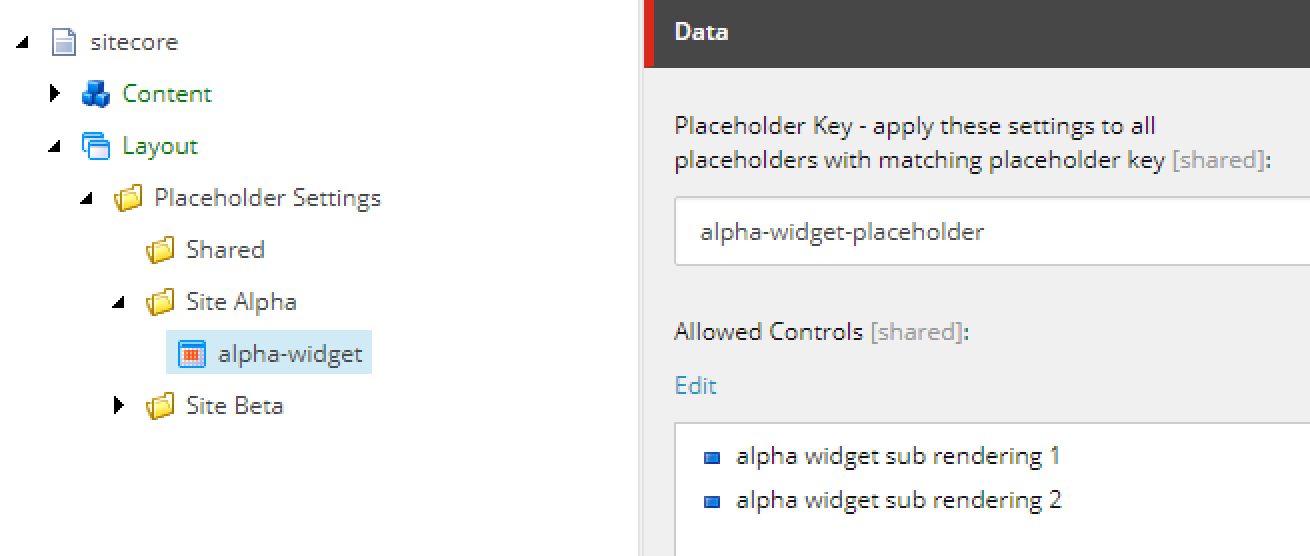 sitecore
Content
Layout
Placeholder Settings
Shared
Site Alpha
alpha-widget
Site Beta
Data
Placeholder Key - apply these settings to all
placeholders with matching placeholder key [shared]:
alpha-widget-placeholder
Allowed Controls [shared]:
Edit
alpha widget sub rendering 1
alpha widget sub rendering 2